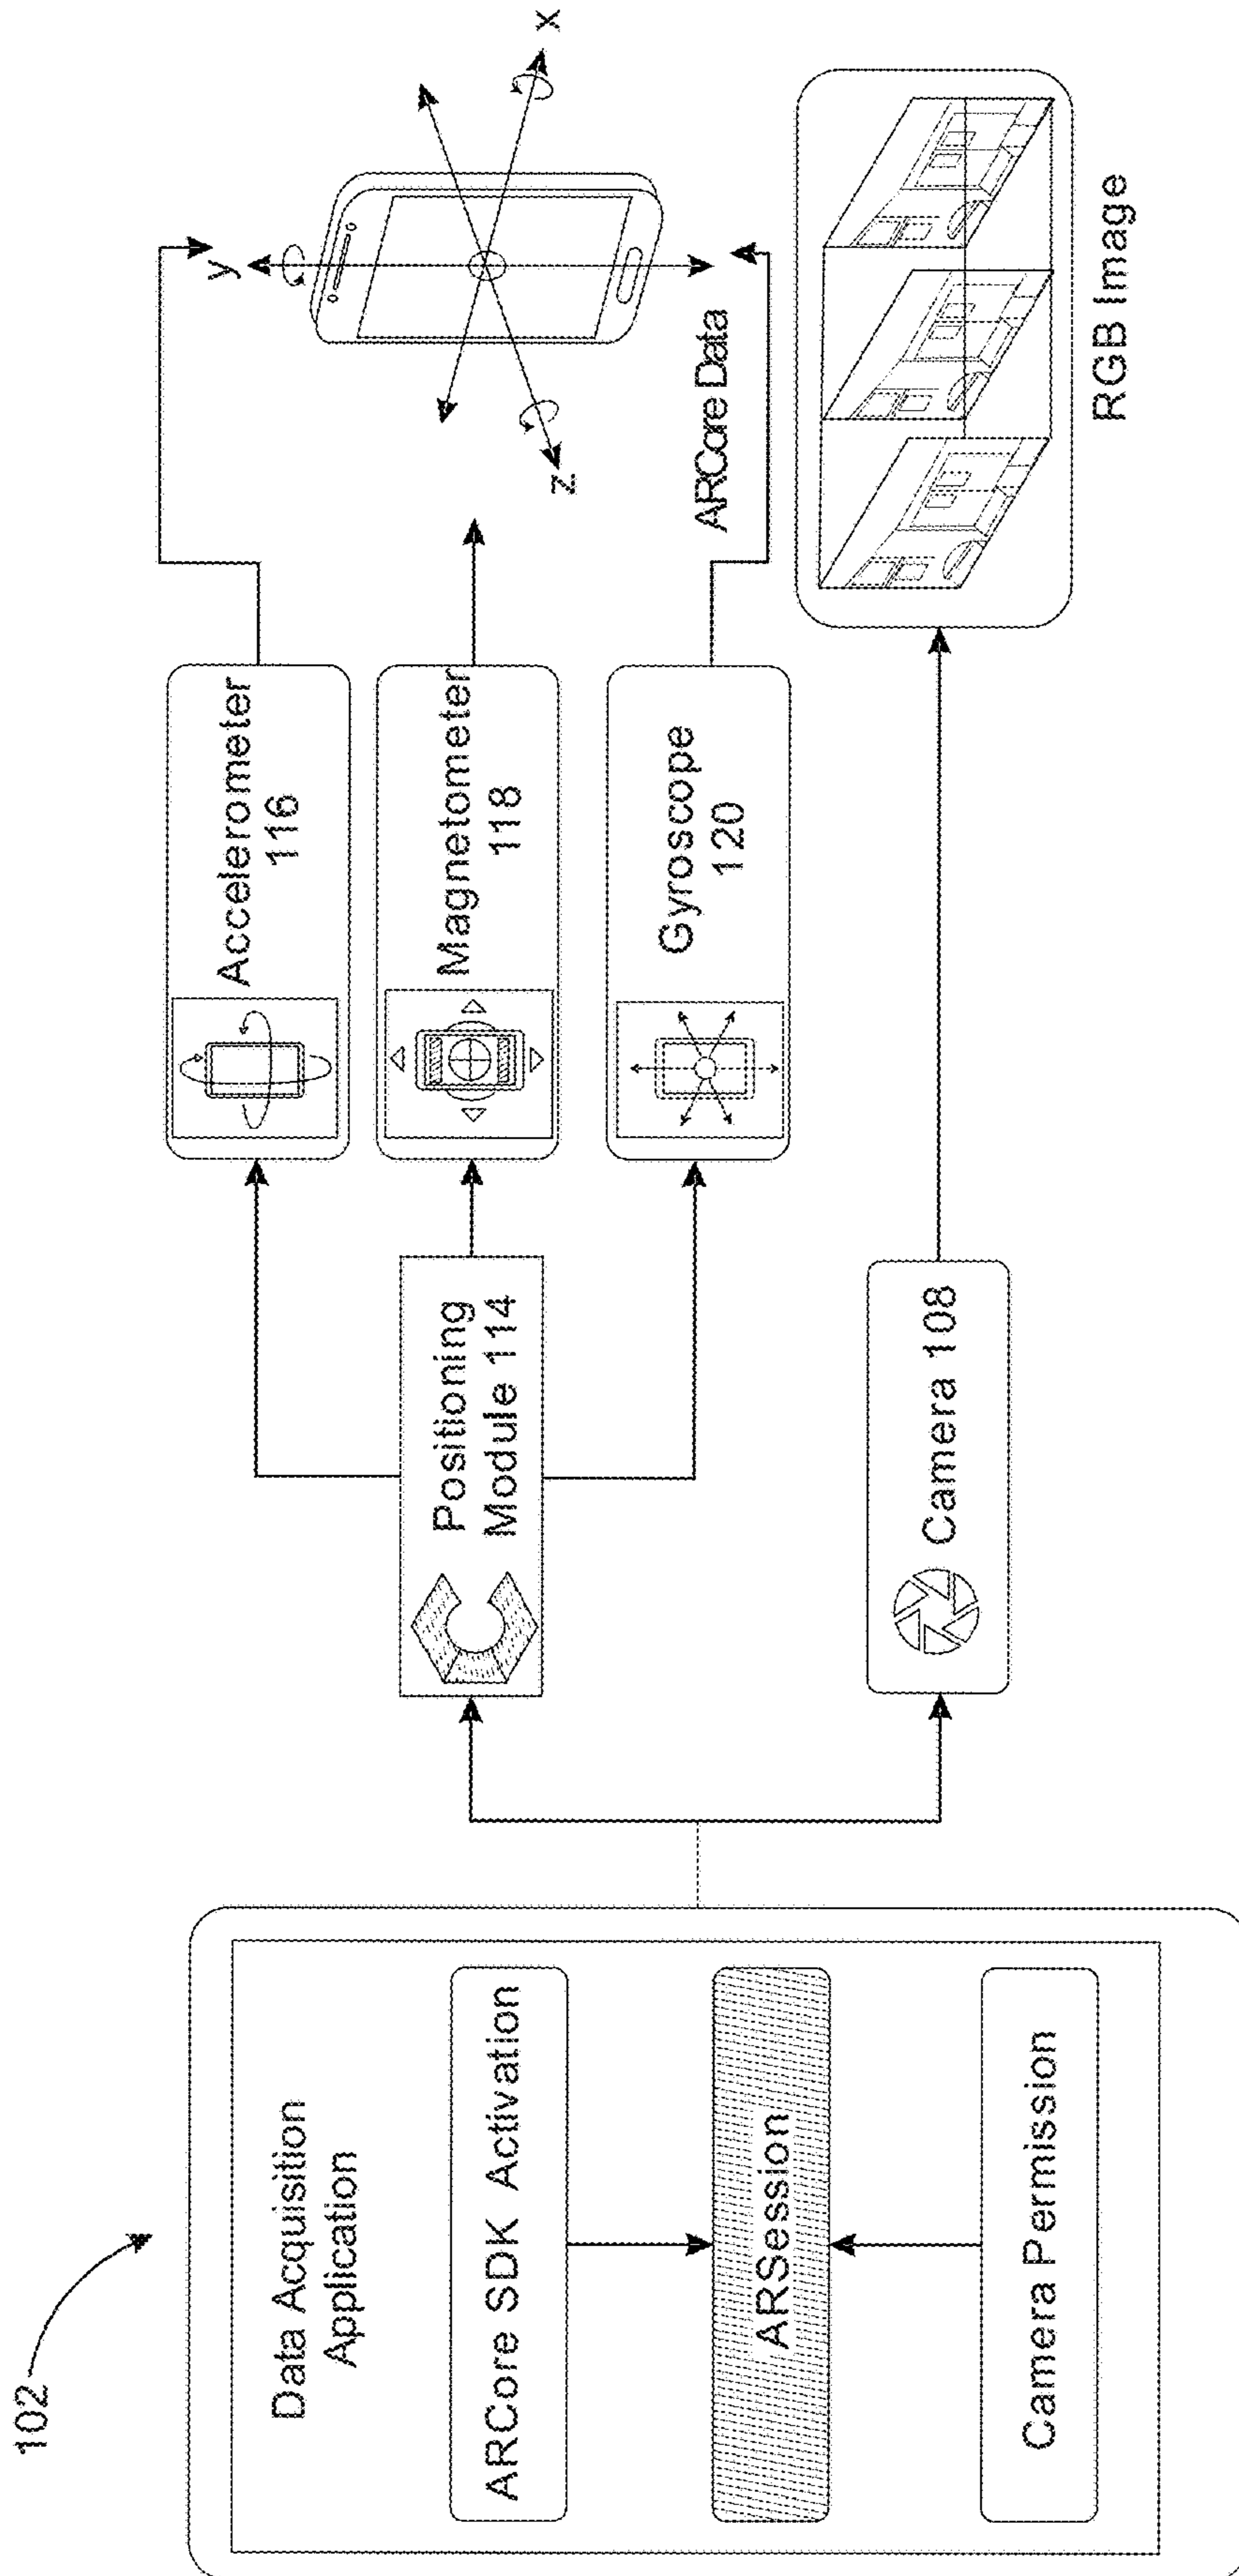 102
Data Acquisition
Application
ARCore SDK Activation
ARSession
Camera Permission
Positioning
Module 114
Camera 108
Accelerometer
116
Magnetometer
118
Gyroscope
120
y
x
z
ARCore Data
RGB Image